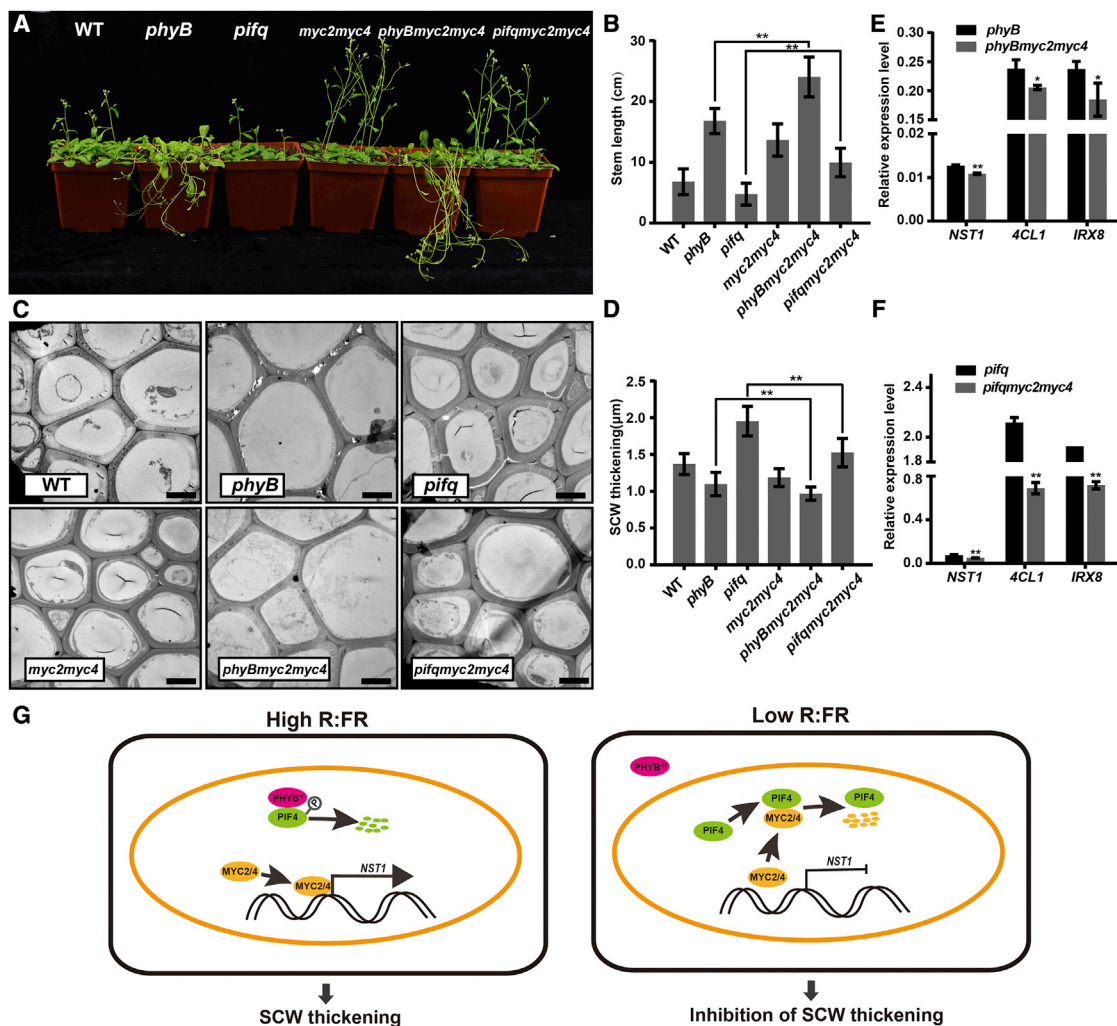 A
WT
phyB
pifq
myc2myc4
phyBmyc2myc4
pifqmyc2myc4
B
Stem length (cm)
30
20
10
0
**
**
WT
phyB
pifq
myc2myc4
phyBmyc2myc4
pifqmyc2myc4
E
Relative expression level
phyB
phyBmyc2myc4
0.30
0.25
0.20
0.15
0.02
0.01
0.00
**
*
*
NST1
4CL1
IRX8
C
WT
phyB
pifq
myc2myc4
phyBmyc2myc4
pifqmyc2myc4
D
SCW thickening(μm)
2.5
2.0
1.5
1.0
0.5
0
**
**
WT
phyB
pifq
myc2myc4
phyBmyc2myc4
pifqmyc2myc4
F
Relative expression level
pifq
pifqmyc2myc4
2.4
2.1
1.8
0.8
0.6
0.0
**
**
**
NST1
4CL1
IRX8
G
High R:FR
PHYB
PIF4
P
MYC2/4
MYC2/4
NST1
SCW thickening
Low R:FR
PHYB
PIF4
PIF4
MYC2/4
PIF4
MYC2/4
NST1
Inhibition of SCW thickening